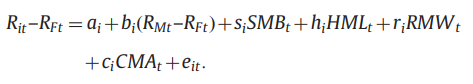 R_{it}−R_{Ft} = a_i + b_i(R_{Mt}−R_{Ft}) + s_iSMB_t + h_iHML_t + r_iRMW_t
+ c_iCMA_t + e_{it}.